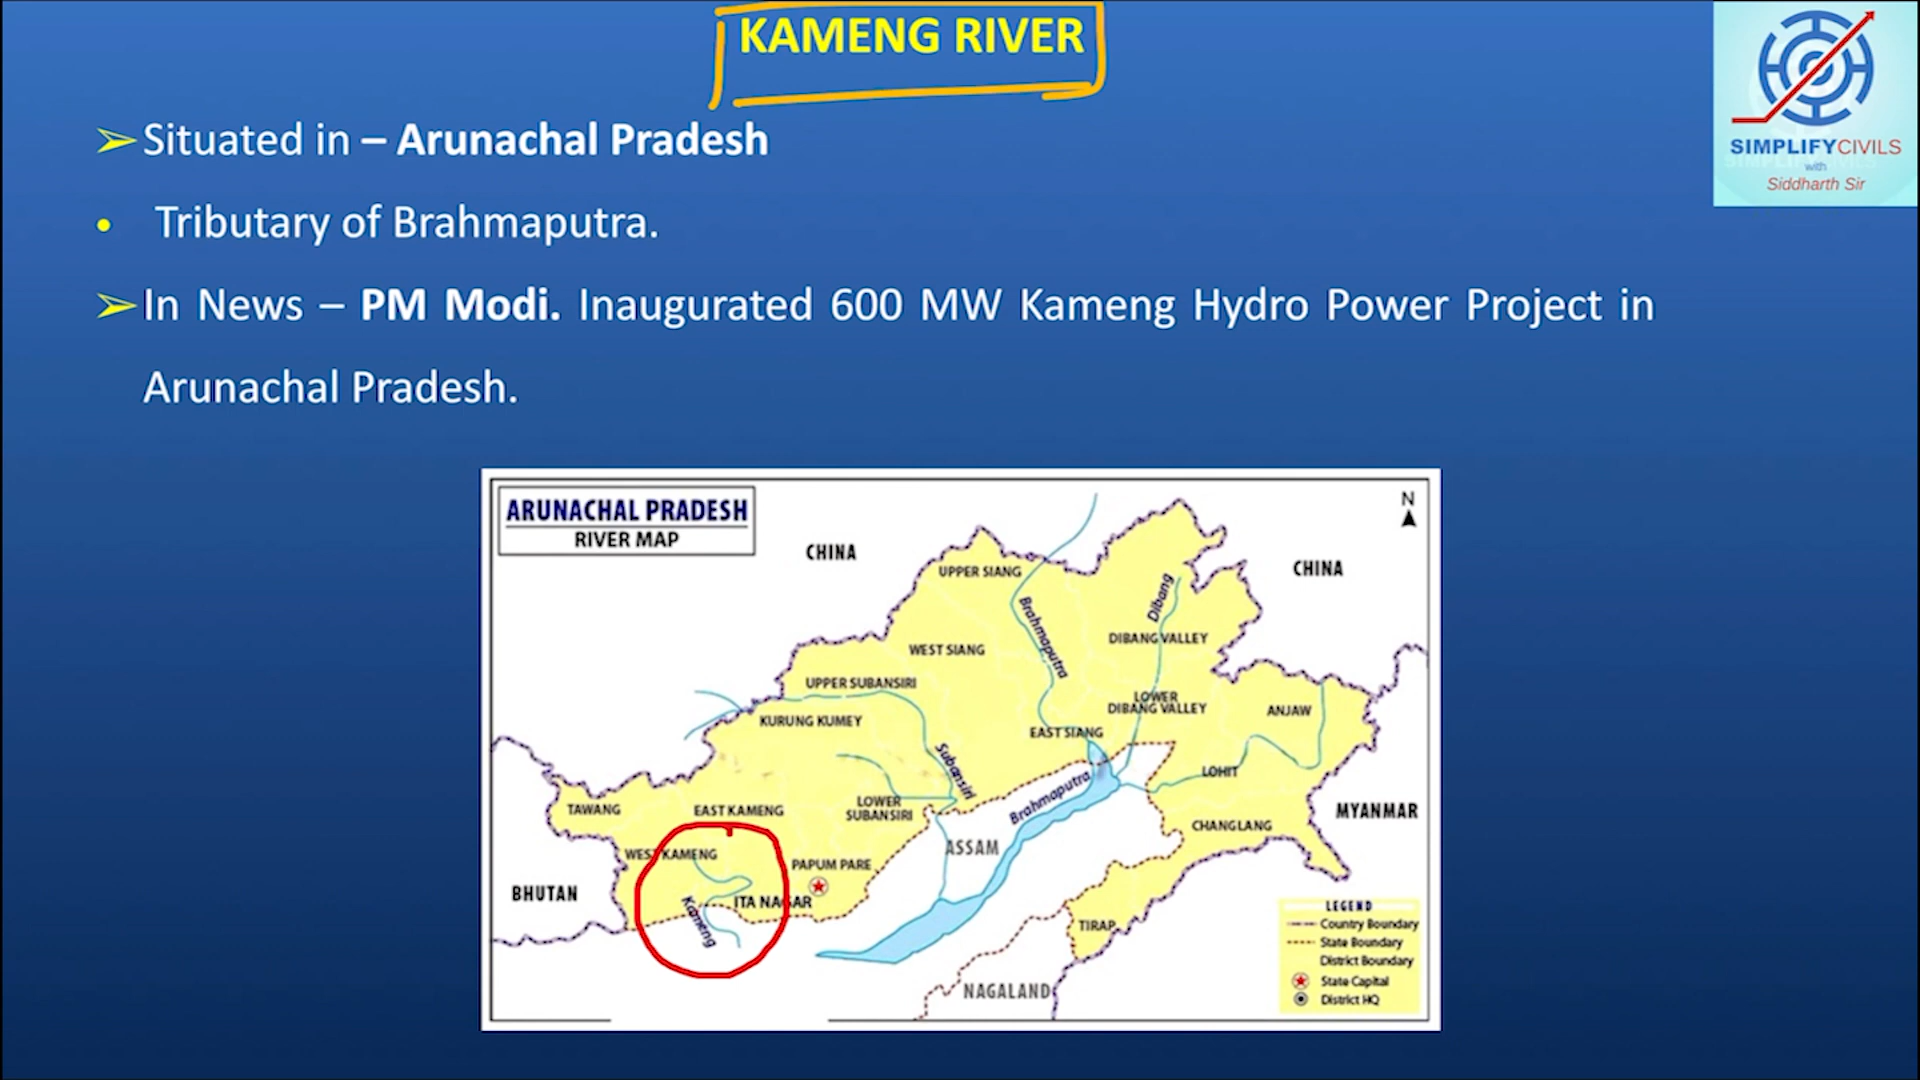 KAMENG RIVER
SIMPLIFYCIVILS
with
Siddharth Sir
➢Situated in – Arunachal Pradesh
• Tributary of Brahmaputra.
➢In News – PM Modi. Inaugurated 600 MW Kameng Hydro Power Project in
Arunachal Pradesh.
ARUNACHAL PRADESH
RIVER MAP
N
CHINA
CHINA
UPPER SIANG
Brahmaputra
Dibang
DIBANG VALLEY
WEST SIANG
UPPER SUBANSIRI
LOWER
DIBANG VALLEY
ANJAW
KURUNG KUMEY
EAST SIANG
Subansiri
LOHIT
Brahmaputra
TAWANG
EAST KAMENG
LOWER
SUBANSIRI
MYANMAR
CHANGLANG
ASSAM
WEST KAMENG
PAPUM PARE
BHUTAN
ITA NAGAR
Kameng
TIRAP
NAGALAND
LEGEND
Country Boundary
State Boundary
District Boundary
State Capital
District HQ